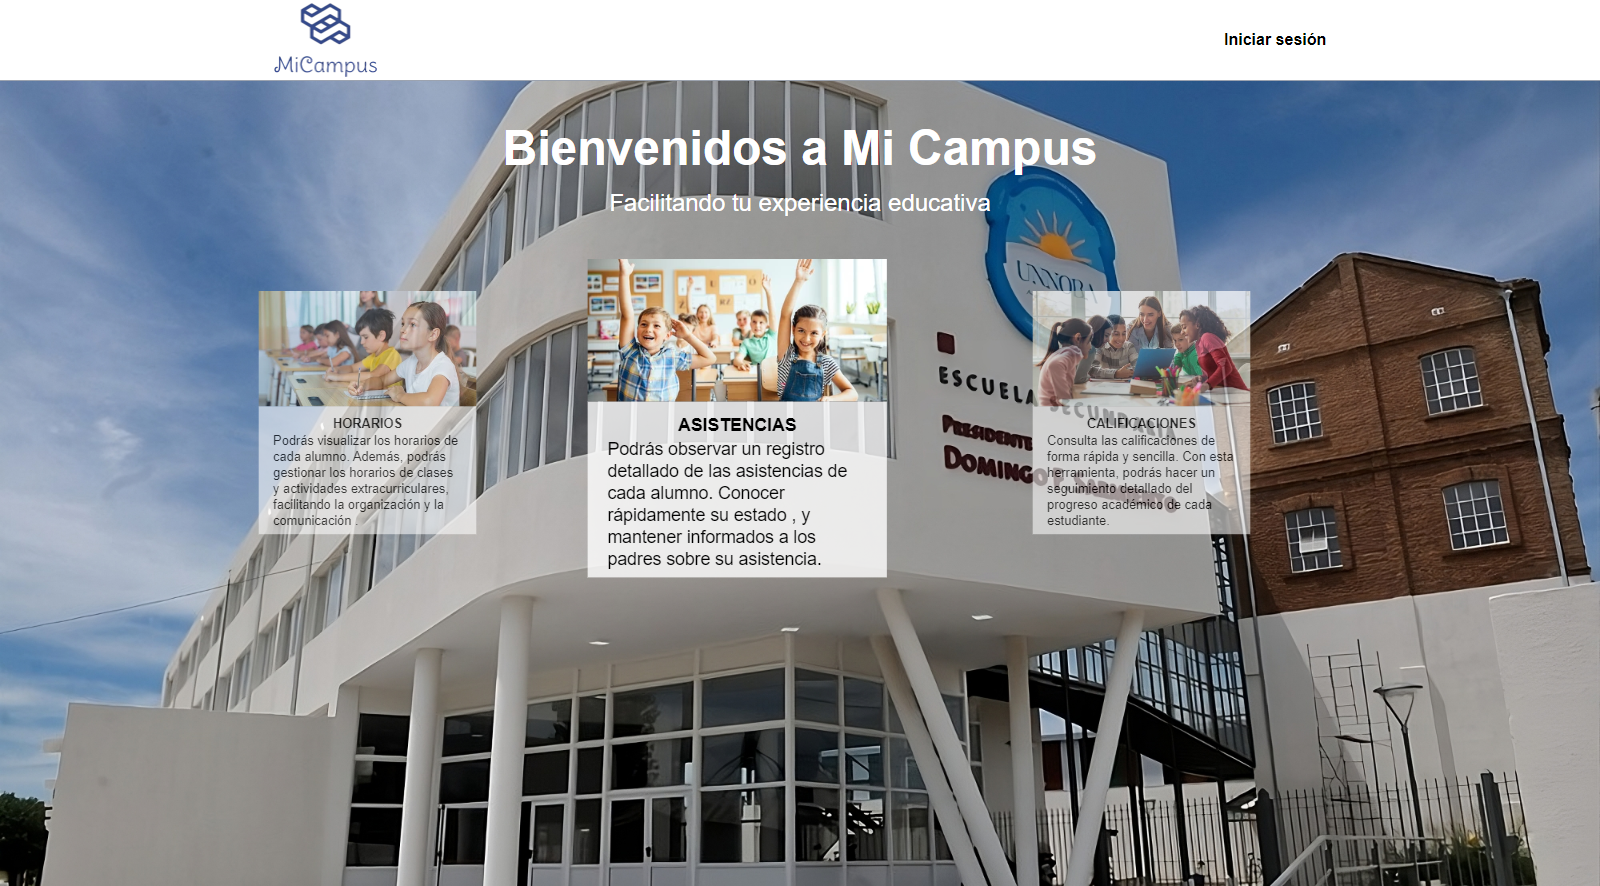 MiCampus
Iniciar sesión
Bienvenidos a Mi Campus
Facilitando tu experiencia educativa
UNNOBA
ESCUELA SECUNDARIA
PRESIDENTE
DOMINGO F. SARMIENTO
HORARIOS
Podrás visualizar los horarios de
cada alumno. Además, podrás
gestionar los horarios de clases
y actividades extracurriculares,
facilitando la organización y la
comunicación .
ASISTENCIAS
Podrás observar un registro
detallado de las asistencias de
cada alumno. Conocer
rápidamente su estado , y
mantener informados a los
padres sobre su asistencia.
CALIFICACIONES
Consulta las calificaciones de
forma rápida y sencilla. Con esta
herramienta, podrás hacer un
seguimiento detallado del
progreso académico de cada
estudiante.